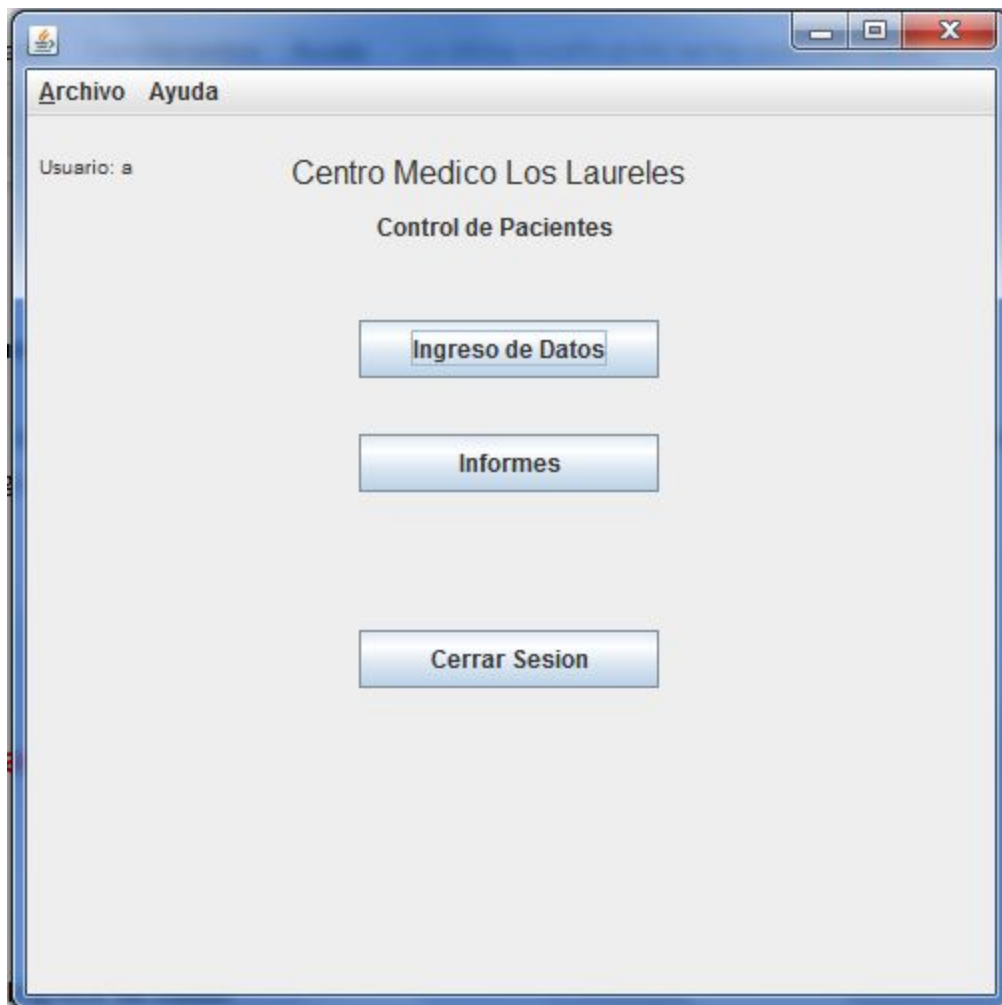 Archivo Ayuda
Usuario: a
Centro Medico Los Laureles
Control de Pacientes
Ingreso de Datos
Informes
Cerrar Sesion